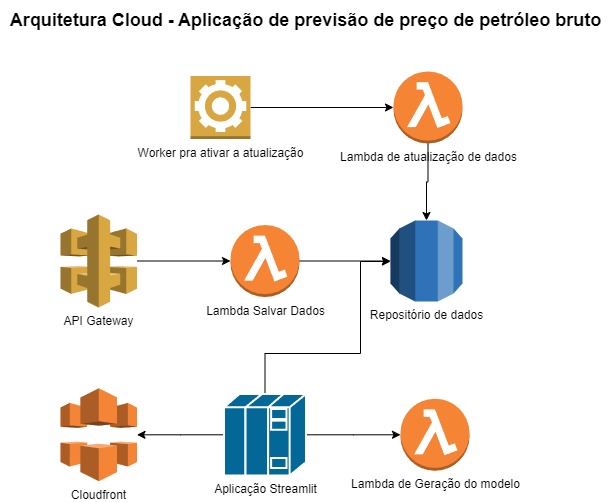 Arquitetura Cloud - Aplicação de previsão de preço de petróleo bruto
Worker pra ativar a atualização
Lambda de atualização de dados
API Gateway
Lambda Salvar Dados
Repositório de dados
Cloudfront
Aplicação Streamlit
Lambda de Geração do modelo